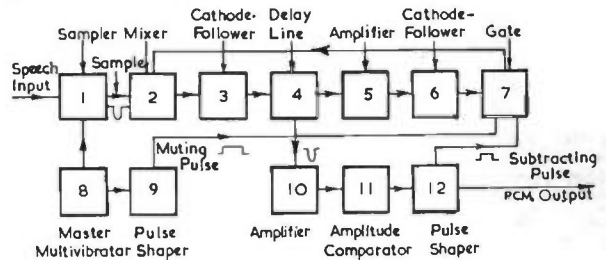 Cathode-
Follower
Delay
Line
Cathode-
Follower
Sampler
Mixer
Amplifier
Gate
Speech
Input
Sample
1
2
3
4
5
6
7
Muting
Pulse
Subtracting
Pulse
8
9
10
11
12
PCM Output
Master
Multivibratar
Pulse
Shaper
Amplifier
Amplitude
Comparator
Pulse
Shaper